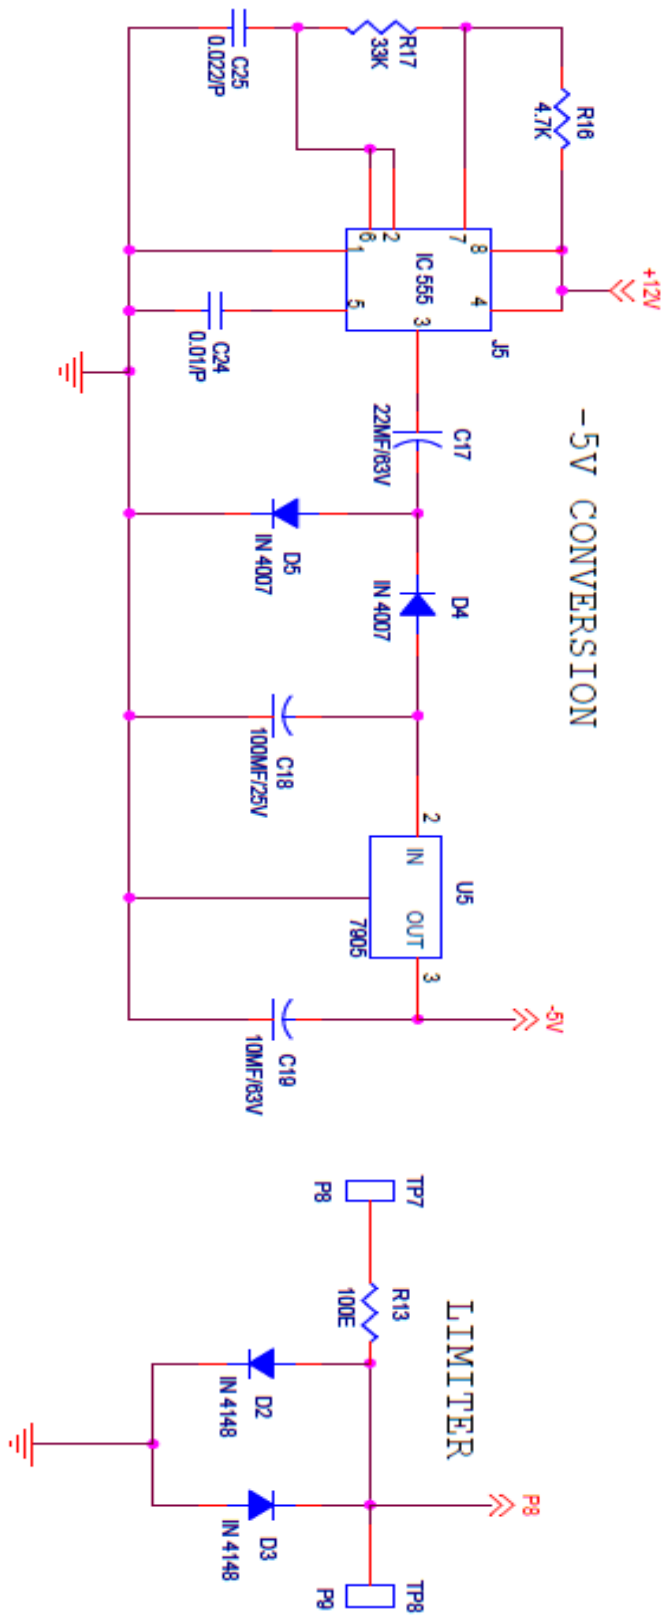 -5V CONVERSION
+12V
R16
4.7K
R17
33K
C25
0.022/P
8
4
7
2
6
IC 555
1
5
3
J5
C24
0.01/P
C17
22MF/63V
D5
IN 4007
D4
IN 4007
C18
100MF/25V
2
IN
OUT
U5
7905
3
-5V
C19
10MF/63V
LIMITER
TP7
P8
R13
100E
D2
IN 4148
D3
IN 4148
P8
TP8
P9